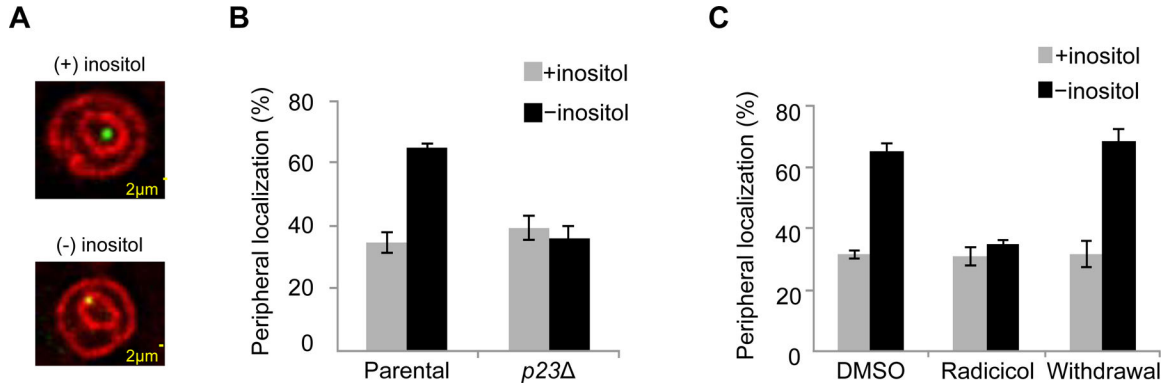 A
(+) inositol
2μm
(-) inositol
2μm
B
+inositol
−inositol
Peripheral localization (%)
80
60
40
20
0
Parental
p23Δ
C
+inositol
−inositol
Peripheral localization (%)
80
60
40
20
0
DMSO
Radicicol
Withdrawal